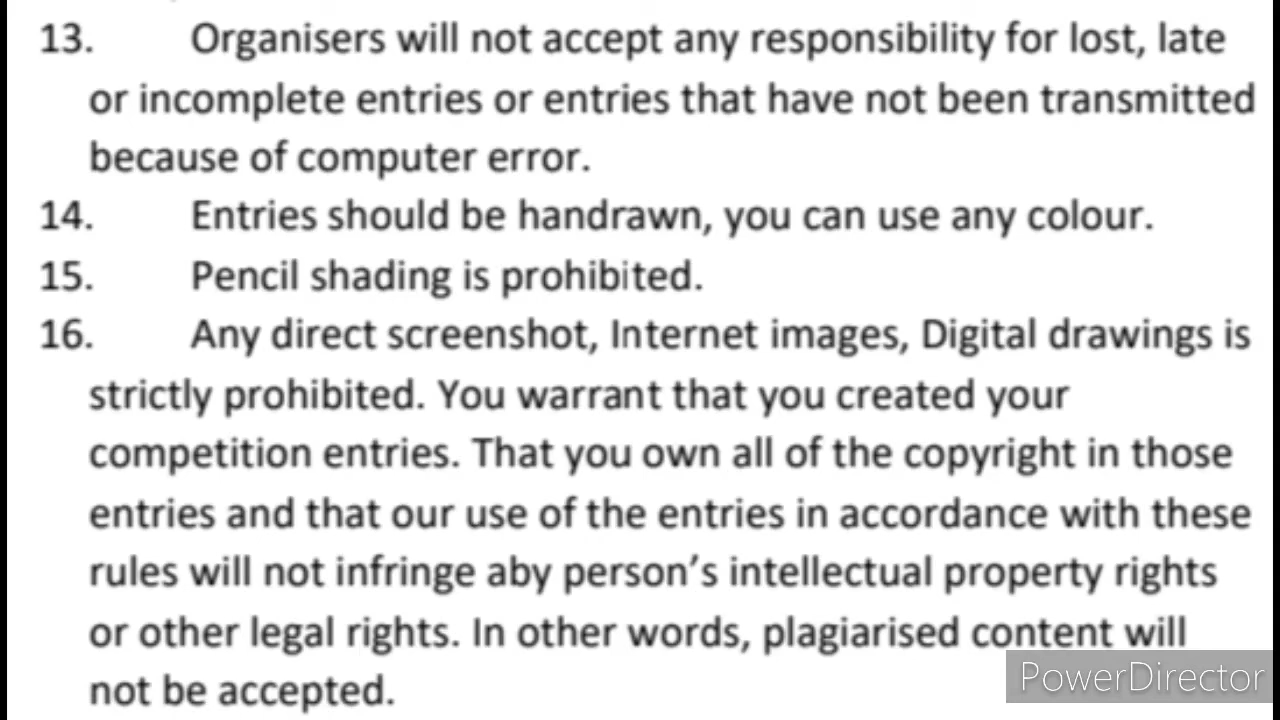 13. Organisers will not accept any responsibility for lost, late
or incomplete entries or entries that have not been transmitted
because of computer error.
14. Entries should be handrawn, you can use any colour.
15. Pencil shading is prohibited.
16. Any direct screenshot, Internet images, Digital drawings is
strictly prohibited. You warrant that you created your
competition entries. That you own all of the copyright in those
entries and that our use of the entries in accordance with these
rules will not infringe aby person's intellectual property rights
or other legal rights. In other words, plagiarised content will
not be accepted.
PowerDirector